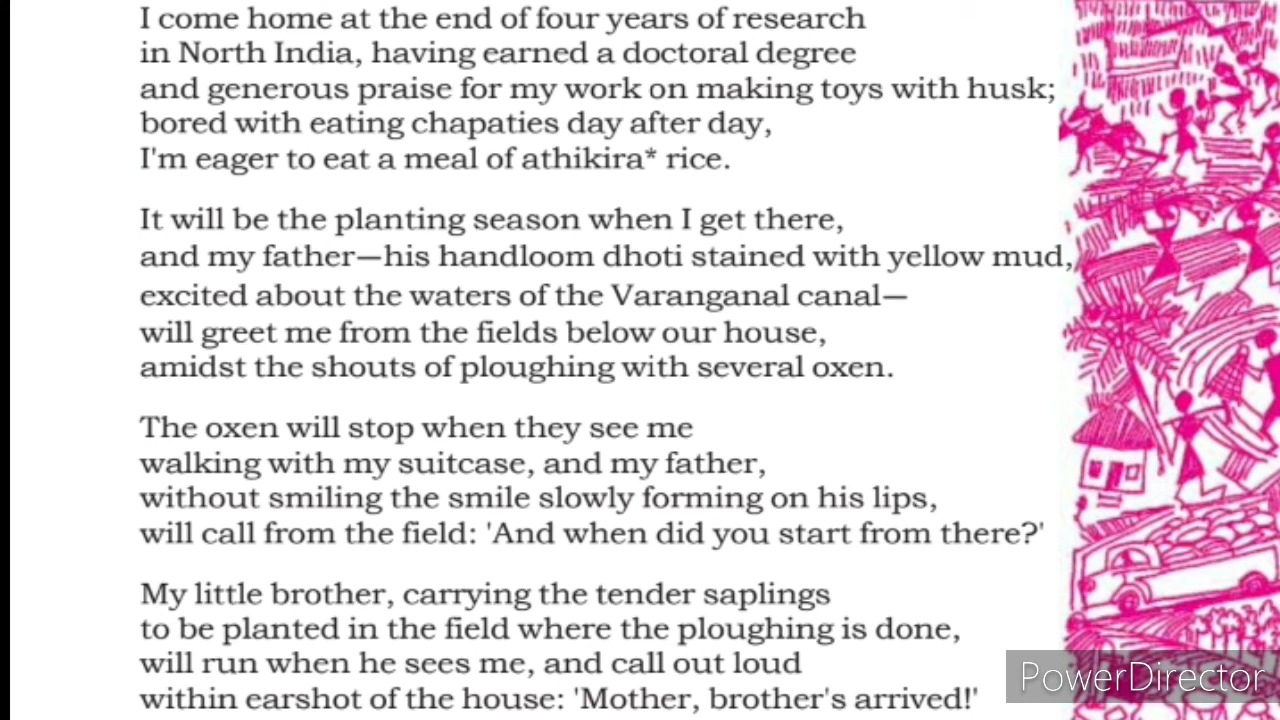 I come home at the end of four years of research
in North India, having earned a doctoral degree
and generous praise for my work on making toys with husk;
bored with eating chapaties day after day,
I'm eager to eat a meal of athikira* rice.
It will be the planting season when I get there,
and my father—his handloom dhoti stained with yellow mud,
excited about the waters of the Varanganal canal—
will greet me from the fields below our house,
amidst the shouts of ploughing with several oxen.
The oxen will stop when they see me
walking with my suitcase, and my father,
without smiling the smile slowly forming on his lips,
will call from the field: 'And when did you start from there?'
My little brother, carrying the tender saplings
to be planted in the field where the ploughing is done,
will run when he sees me, and call out loud
within earshot of the house: 'Mother, brother's arrived!'
PowerDirector